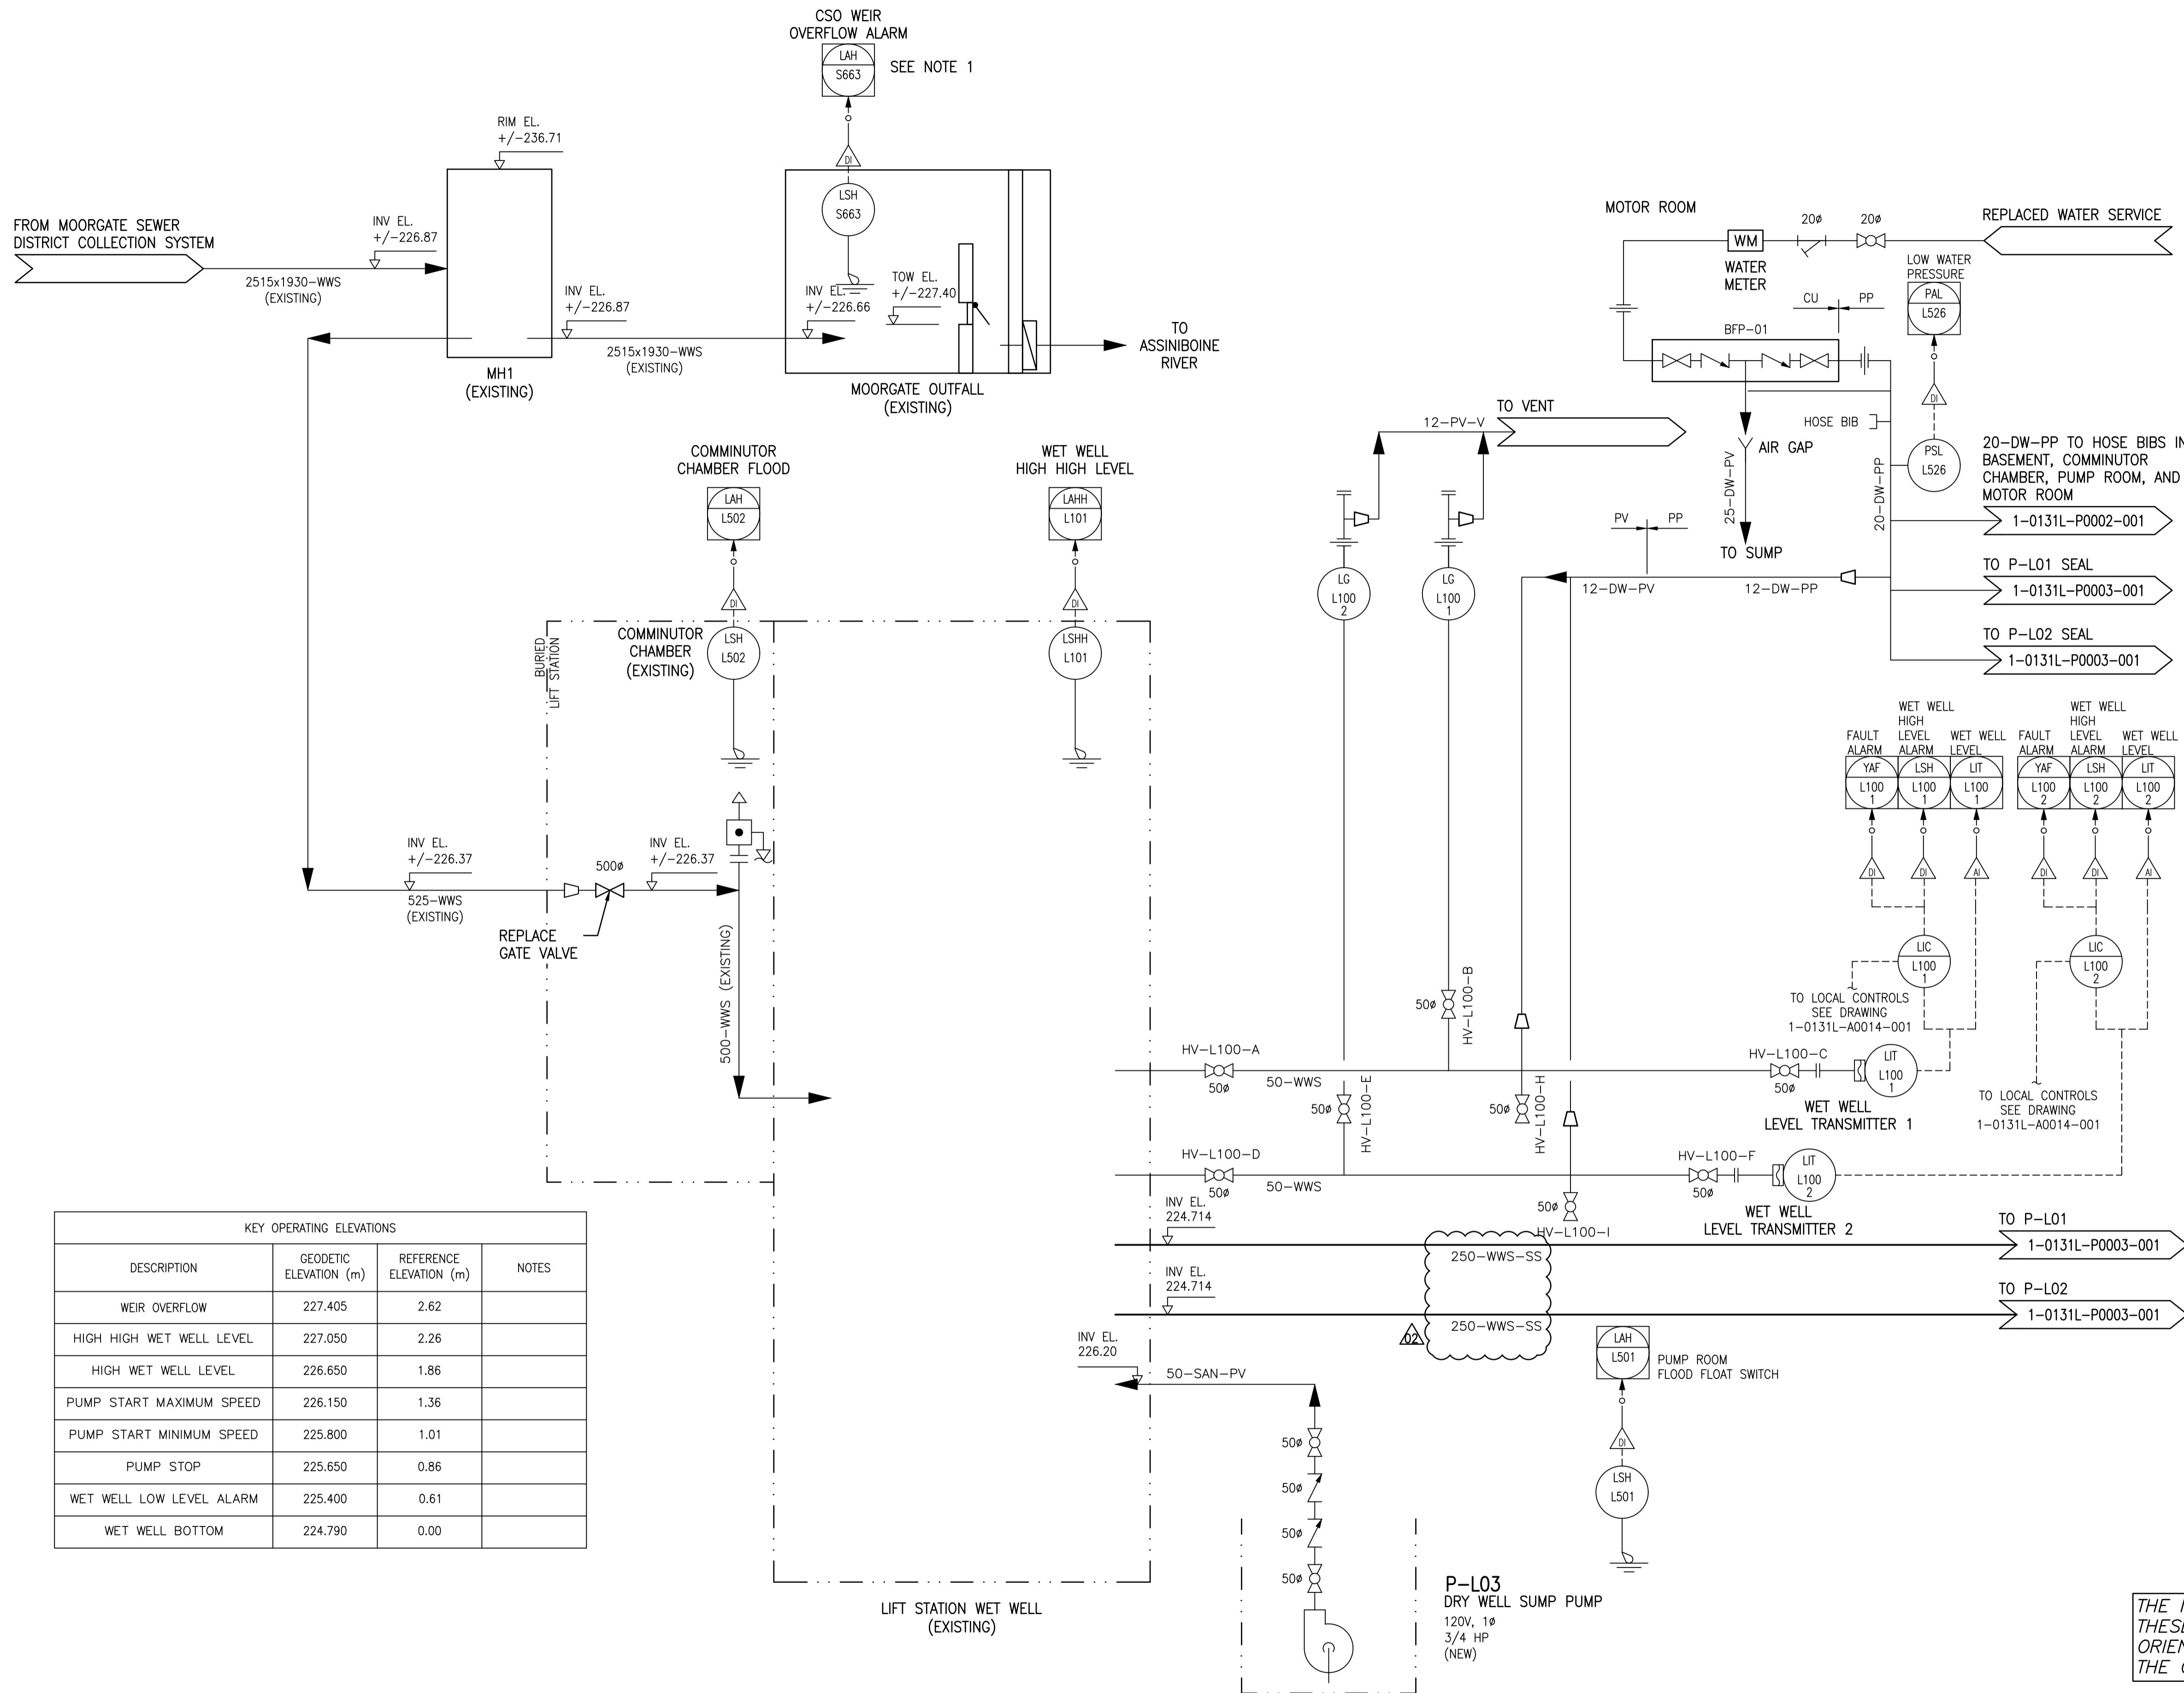 CSO WEIR
OVERFLOW ALARM
LAH
S663
SEE NOTE 1
DI
LSH
S663
RIM EL.
+/-236.71
FROM MOORGATE SEWER
DISTRICT COLLECTION SYSTEM
INV EL.
+/-226.87
2515x1930-WWS
(EXISTING)
INV EL.
+/-226.87
2515x1930-WWS
(EXISTING)
MH1
(EXISTING)
INV EL.
+/-226.66
TOW EL.
+/-227.40
TO
ASSINIBOINE
RIVER
MOORGATE OUTFALL
(EXISTING)
MOTOR ROOM
WM
WATER
METER
20ø
20ø
REPLACED WATER SERVICE
LOW WATER
PRESSURE
PAL
L526
CU
PP
BFP-01
DI
HOSE BIB
PSL
L526
AIR GAP
25-DW-PV
20-DW-PP
TO SUMP
20-DW-PP TO HOSE BIBS IN
BASEMENT, COMMINUTOR
CHAMBER, PUMP ROOM, AND
MOTOR ROOM
1-0131L-P0002-001
TO P-L01 SEAL
1-0131L-P0003-001
TO P-L02 SEAL
1-0131L-P0003-001
TO VENT
12-PV-V
PV
PP
12-DW-PV
12-DW-PP
LG
L100
2
LG
L100
1
COMMINUTOR
CHAMBER FLOOD
LAH
L502
DI
LSH
L502
WET WELL
HIGH HIGH LEVEL
LAHH
L101
DI
LSHH
L101
BURIED
LIFT STATION
COMMINUTOR
CHAMBER
(EXISTING)
INV EL.
+/-226.37
500ø
INV EL.
+/-226.37
525-WWS
(EXISTING)
REPLACE
GATE VALVE
500-WWS (EXISTING)
FAULT
ALARM
WET WELL
HIGH
LEVEL
ALARM
WET WELL
LEVEL
FAULT
ALARM
WET WELL
HIGH
LEVEL
ALARM
WET WELL
LEVEL
YAF
L100
1
LSH
L100
1
LIT
L100
1
YAF
L100
2
LSH
L100
2
LIT
L100
2
DI
DI
AI
DI
DI
AI
LIC
L100
1
LIC
L100
2
TO LOCAL CONTROLS
SEE DRAWING
1-0131L-A0014-001
TO LOCAL CONTROLS
SEE DRAWING
1-0131L-A0014-001
50ø
HV-L100-B
HV-L100-A
50ø
50-WWS
HV-L100-C
50ø
LIT
L100
1
WET WELL
LEVEL TRANSMITTER 1
50ø
HV-L100-E
50ø
HV-L100-H
HV-L100-D
50ø
50-WWS
HV-L100-F
50ø
LIT
L100
2
WET WELL
LEVEL TRANSMITTER 2
50ø
HV-L100-I
INV EL.
224.714
250-WWS-SS
TO P-L01
1-0131L-P0003-001
INV EL.
224.714
250-WWS-SS
02
TO P-L02
1-0131L-P0003-001
INV EL.
226.20
50-SAN-PV
LAH
L501
PUMP ROOM
FLOOD FLOAT SWITCH
DI
LSH
L501
50ø
50ø
50ø
50ø
P-L03
DRY WELL SUMP PUMP
120V, 1ø
3/4 HP
(NEW)
LIFT STATION WET WELL
(EXISTING)
KEY OPERATING ELEVATIONS
DESCRIPTION
GEODETIC
ELEVATION (m)
REFERENCE
ELEVATION (m)
NOTES
WEIR OVERFLOW 227.405 2.62
HIGH HIGH WET WELL LEVEL 227.050 2.26
HIGH WET WELL LEVEL 226.650 1.86
PUMP START MAXIMUM SPEED 226.150 1.36
PUMP START MINIMUM SPEED 225.800 1.01
PUMP STOP 225.650 0.86
WET WELL LOW LEVEL ALARM 225.400 0.61
WET WELL BOTTOM 224.790 0.00
THE
THESE
ORIEN
THE